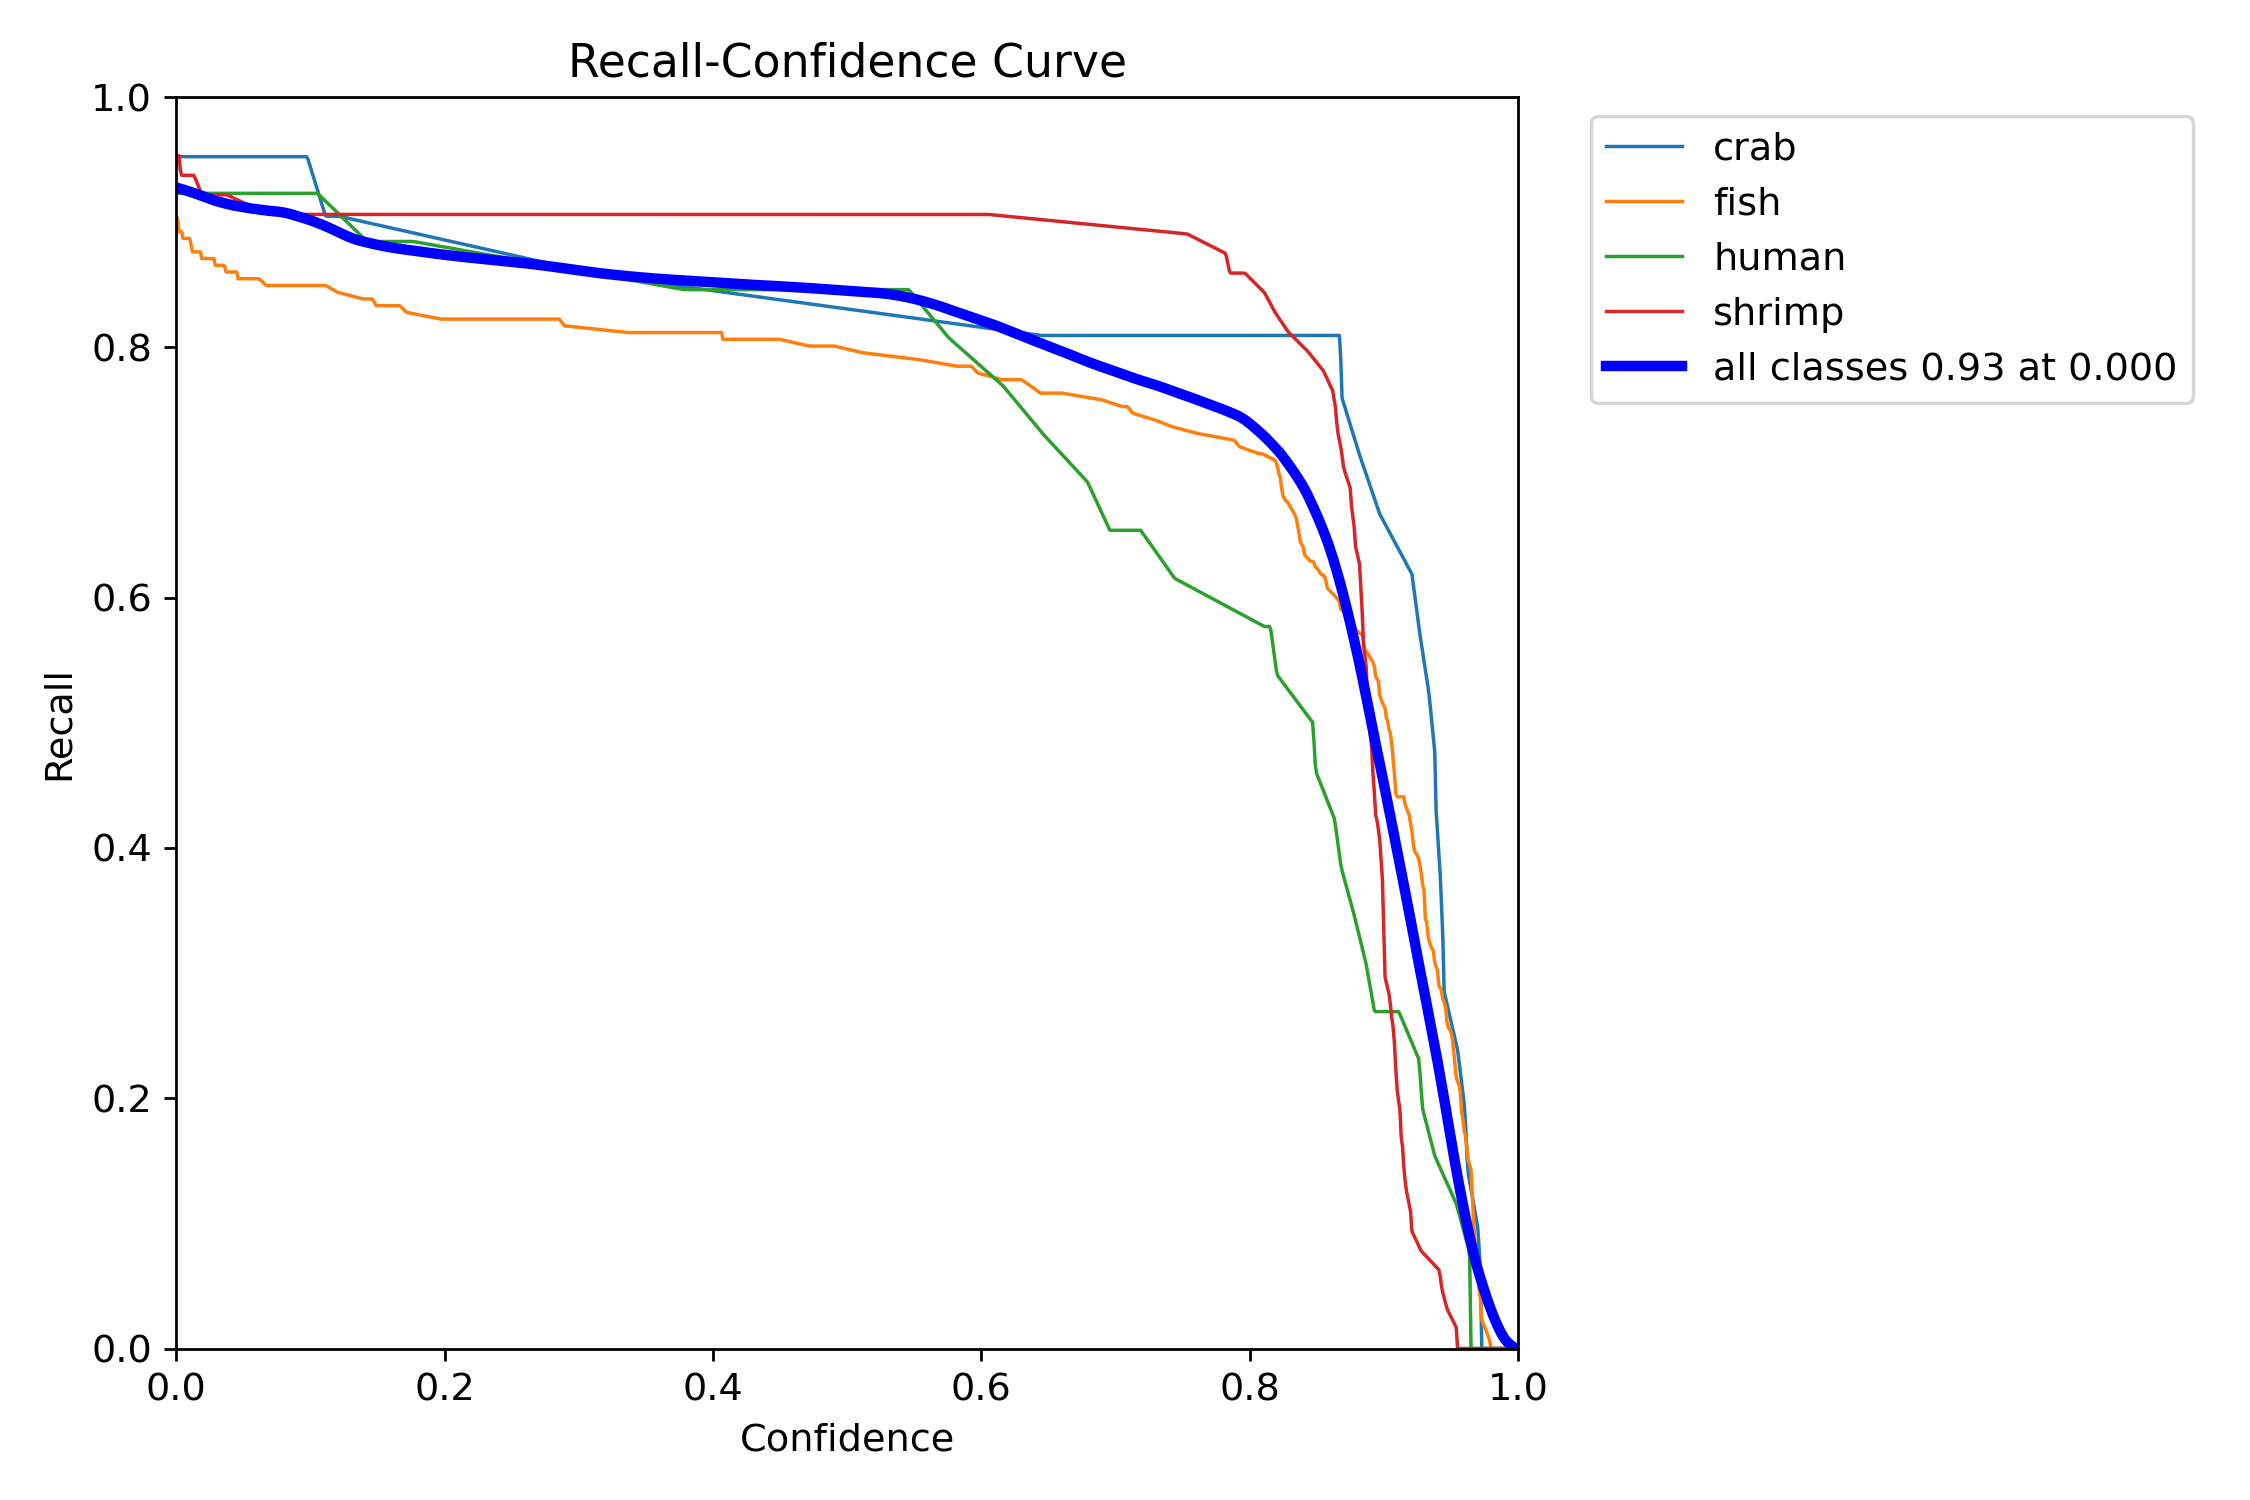 Recall-Confidence Curve
1.0
0.8
0.6
0.4
0.2
0.0
Recall
0.0 0.2 0.4 0.6 0.8 1.0
Confidence
crab
fish
human
shrimp
all classes 0.93 at 0.000